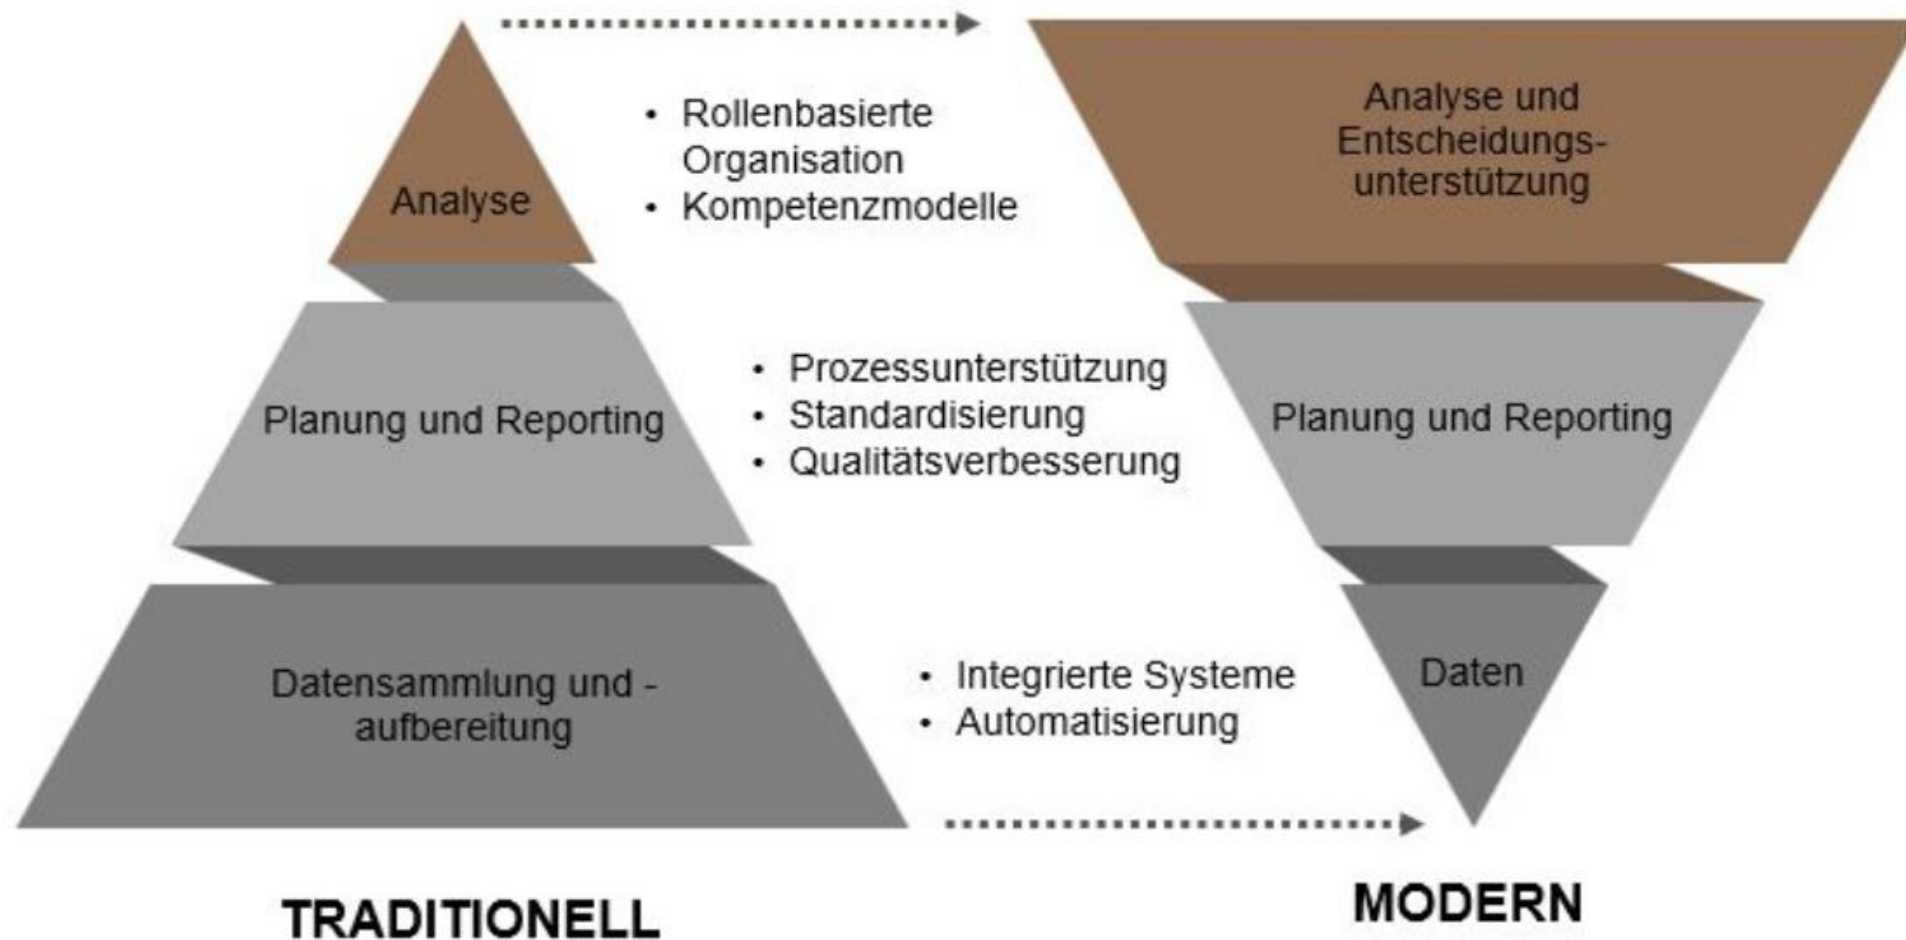 Analyse
• Rollenbasierte
Organisation
• Kompetenzmodelle
Analyse und
Entscheidungs-
unterstützung
Planung und Reporting
• Prozessunterstützung
• Standardisierung
• Qualitätsverbesserung
Planung und Reporting
Datensammlung und -
aufbereitung
• Integrierte Systeme
• Automatisierung
Daten
TRADITIONELL
MODERN